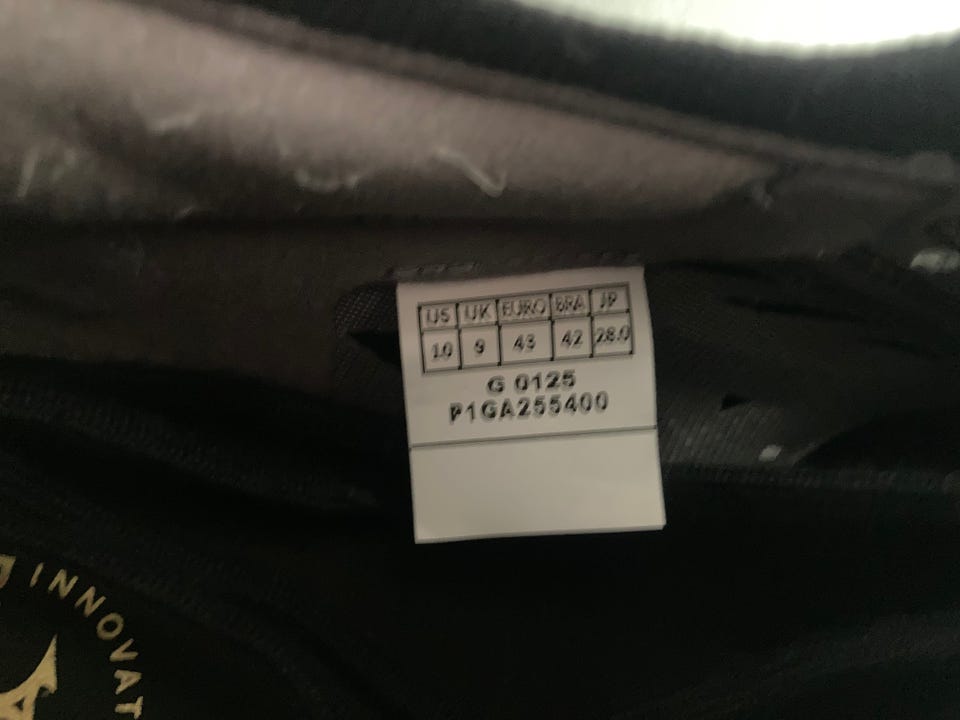 US UK EURO BRA JP
10 9 43 42 28.0
G 0125
P1GA255400
INNOVAT